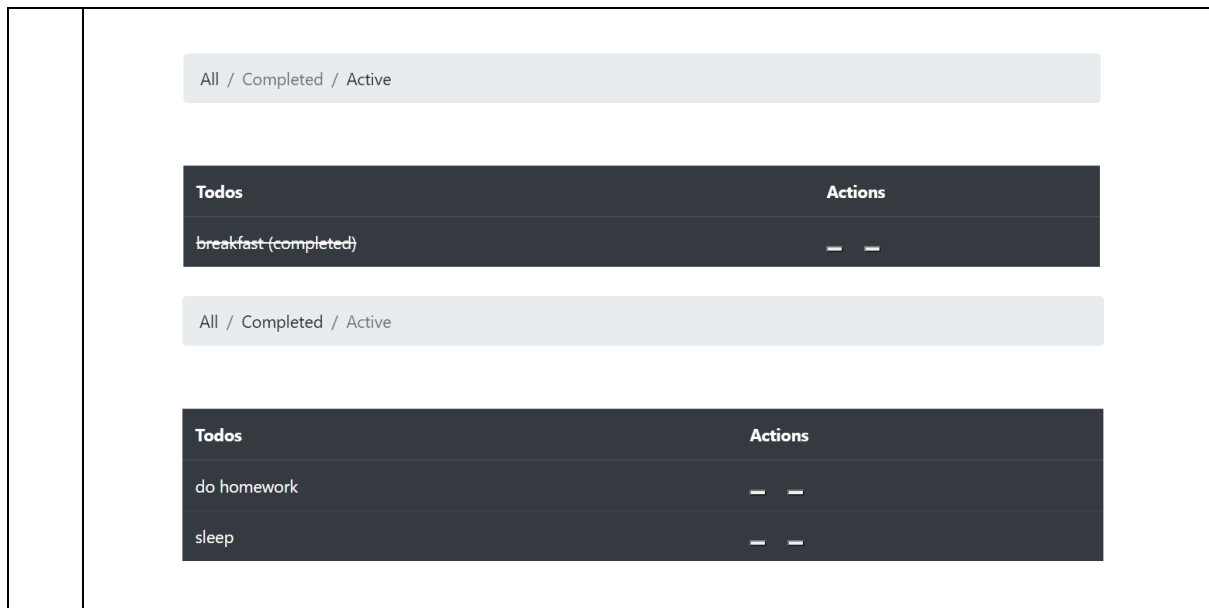 All / Completed / Active
Todos Actions
breakfast (completed)
All / Completed / Active
Todos Actions
do homework
sleep